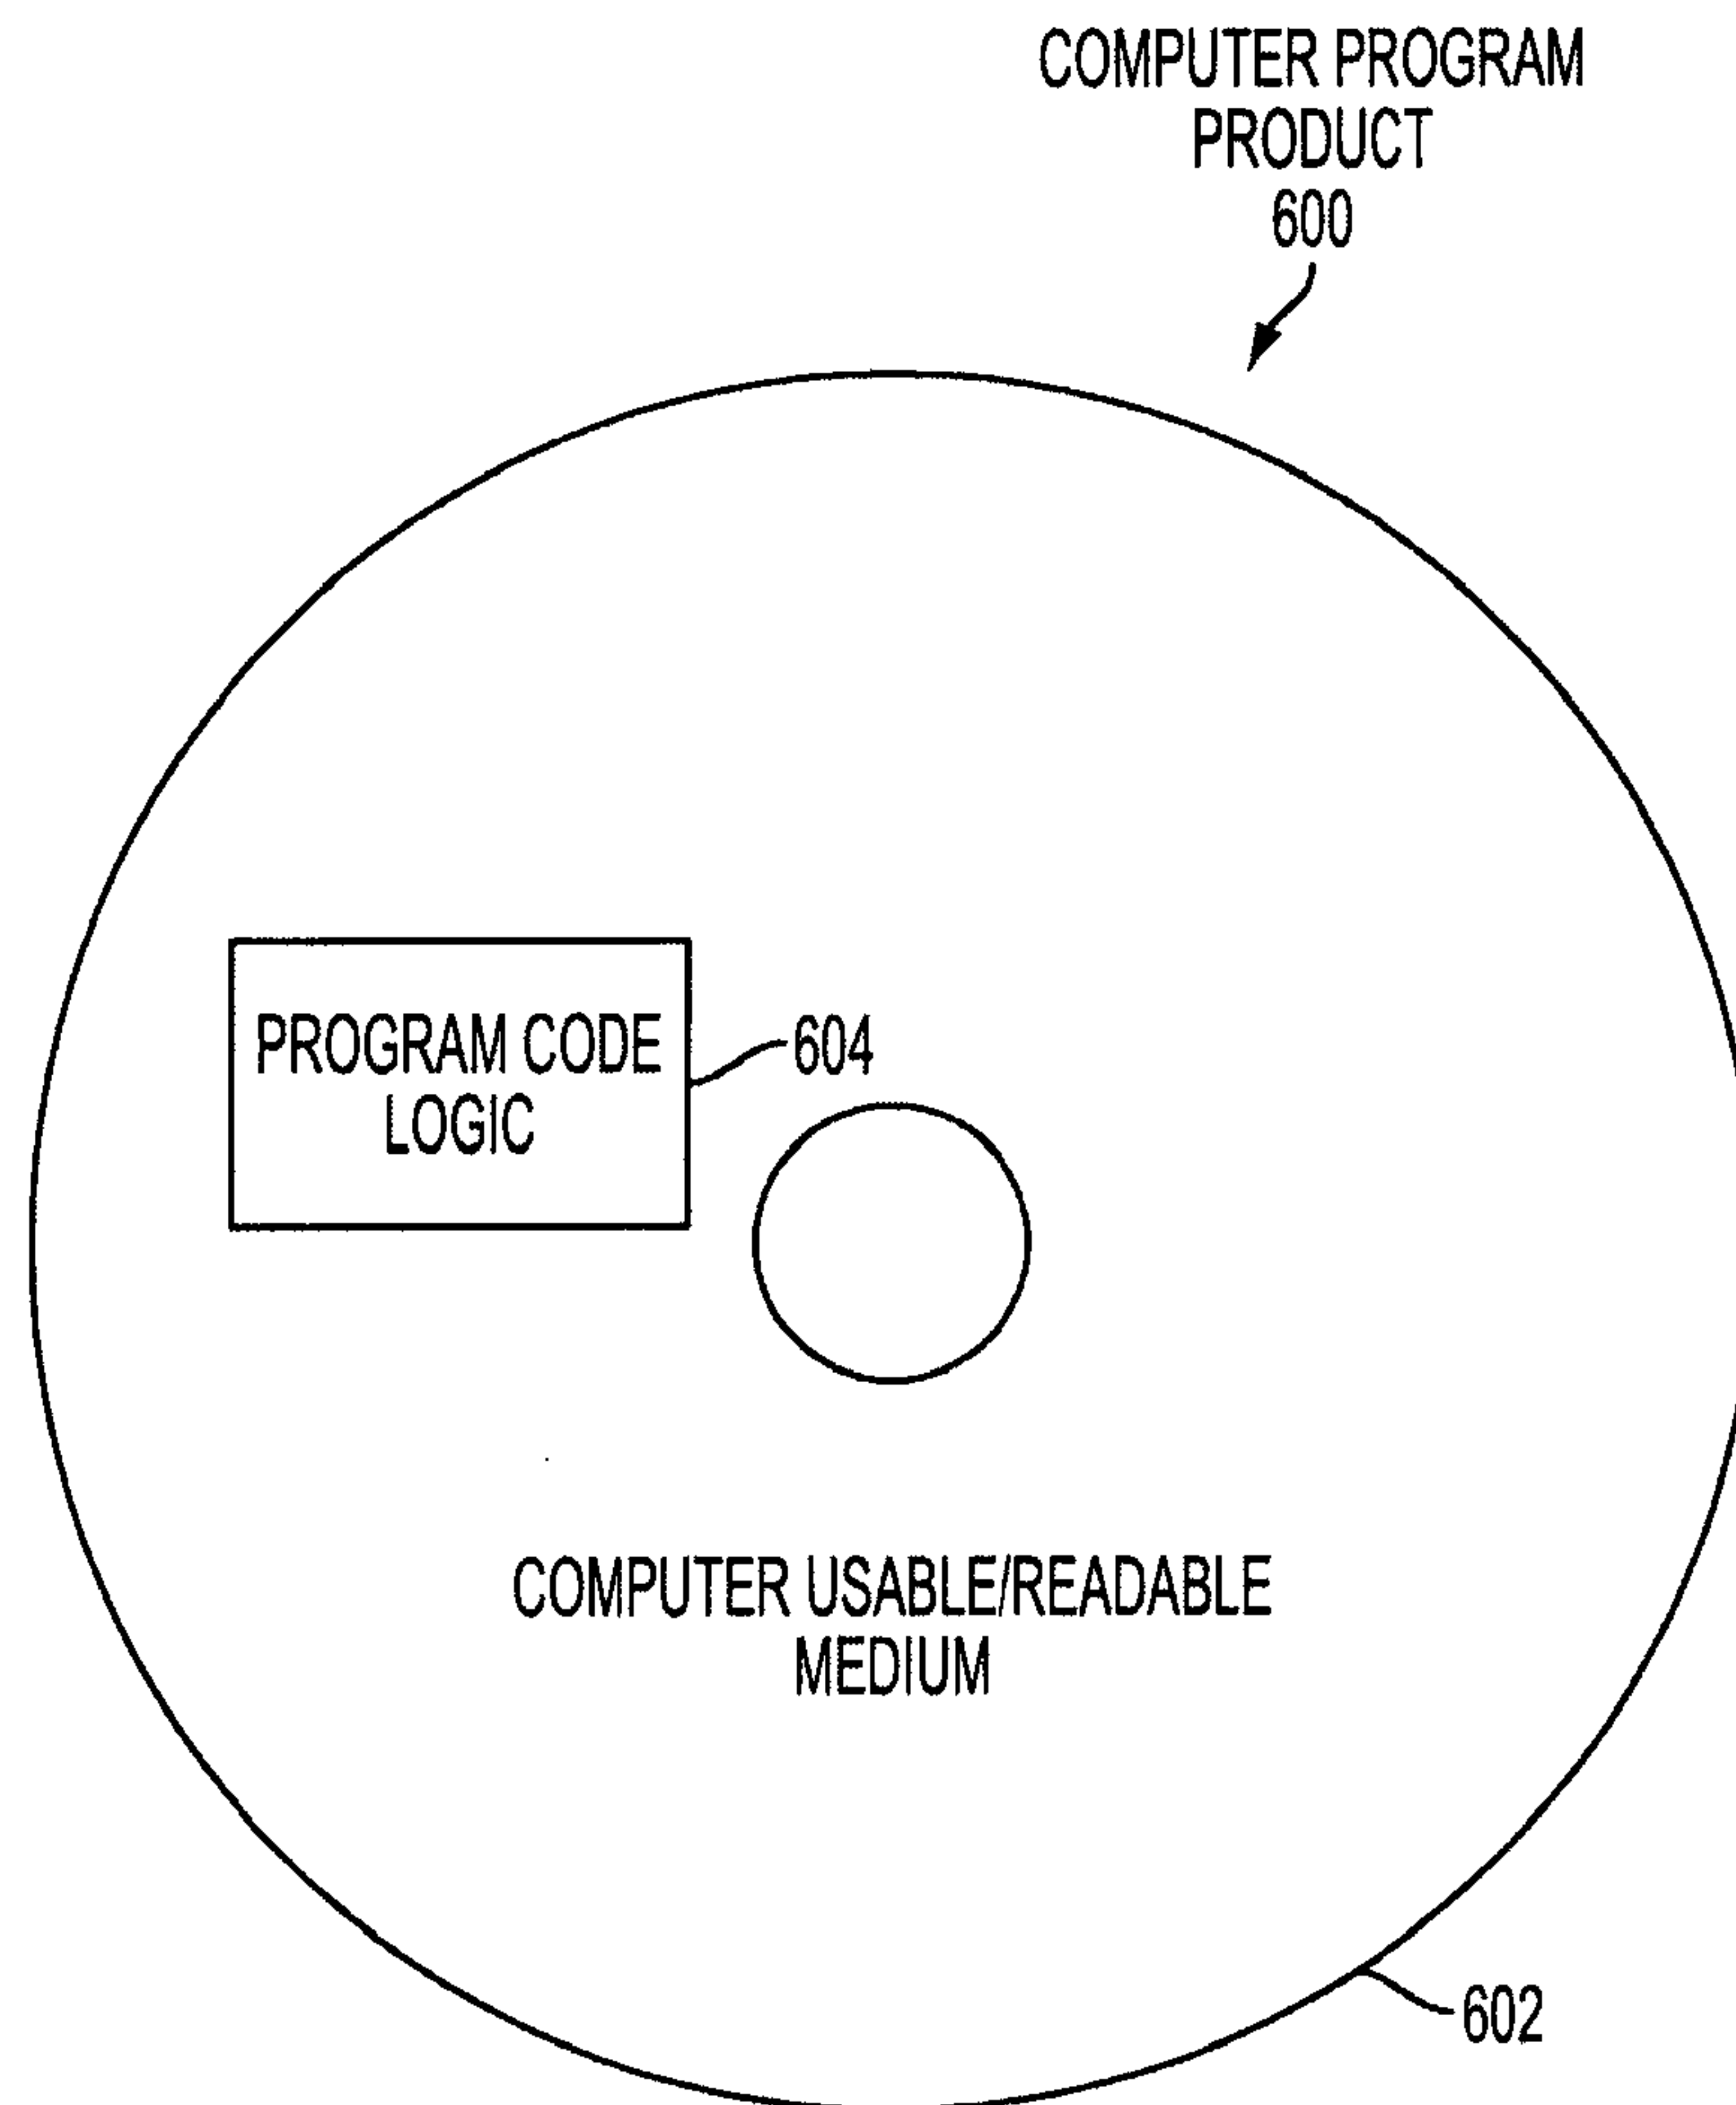 COMPUTER PROGRAM
PRODUCT
600
PROGRAM CODE
LOGIC
604
COMPUTER USABLE/READABLE
MEDIUM
602